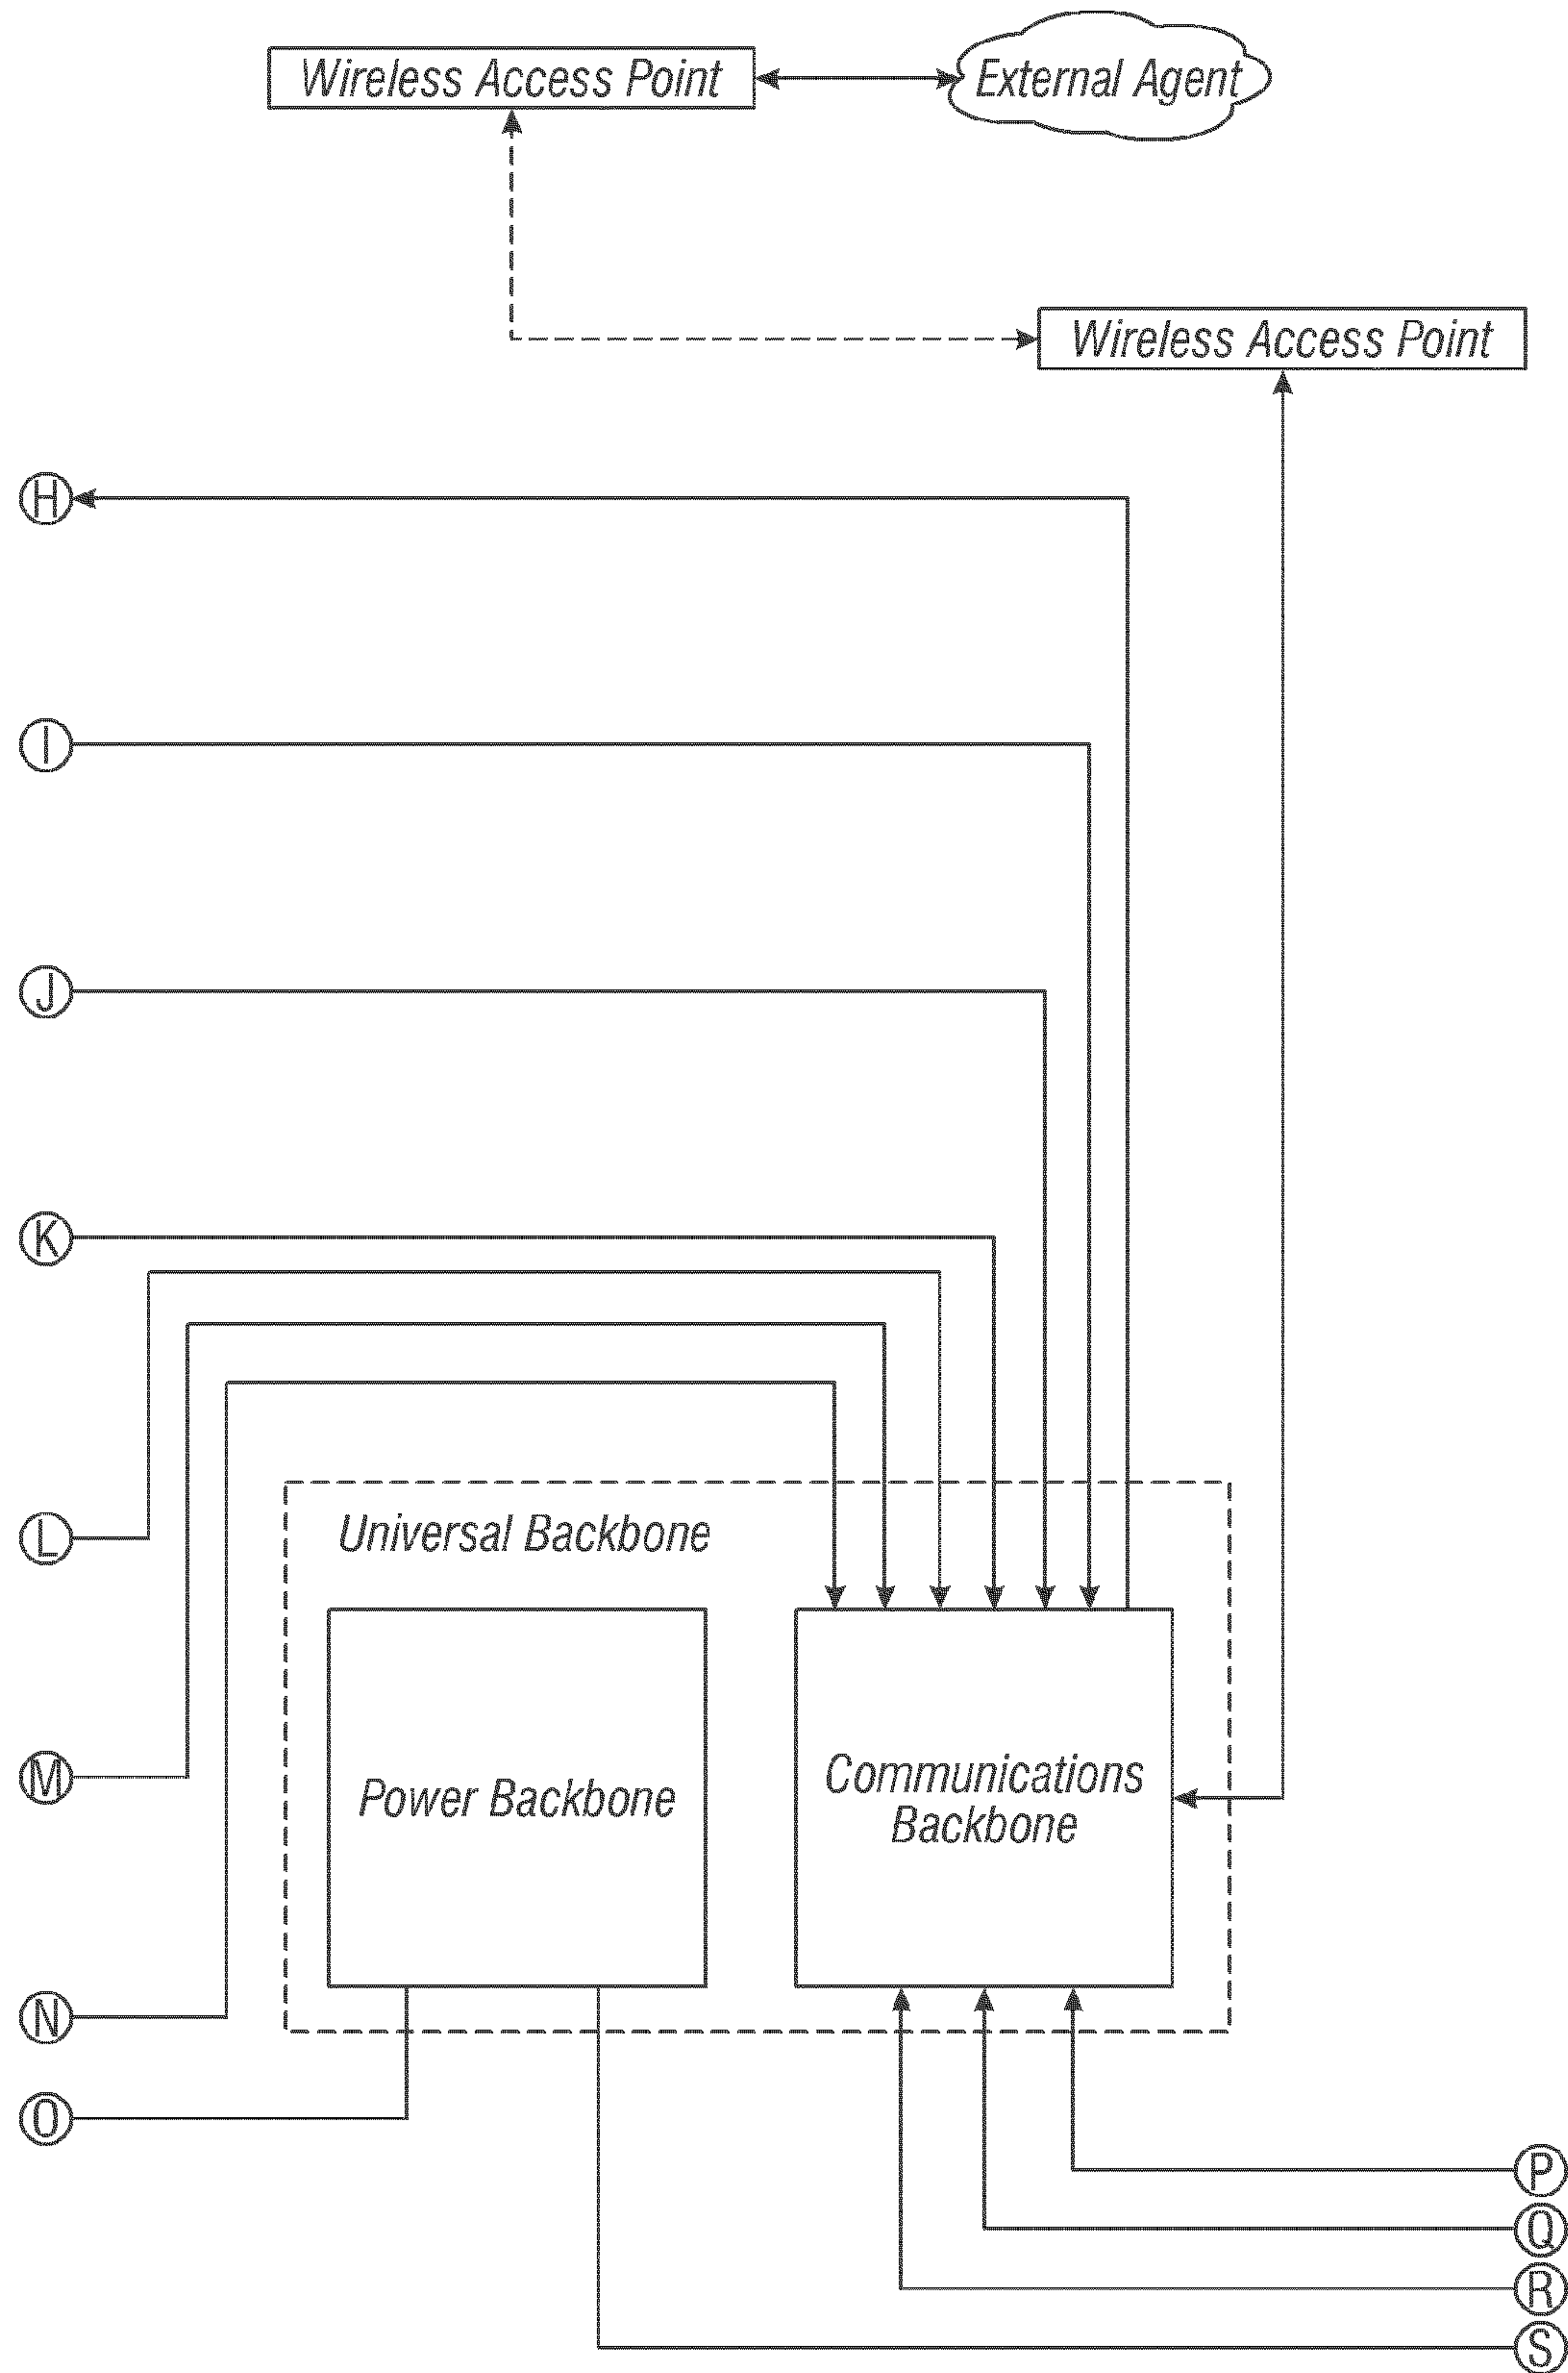 Wireless Access Point
External Agent
Wireless Access Point
H
I
J
K
L
Universal Backbone
M
Power Backbone
Communications
Backbone
N
O
P
Q
R
S